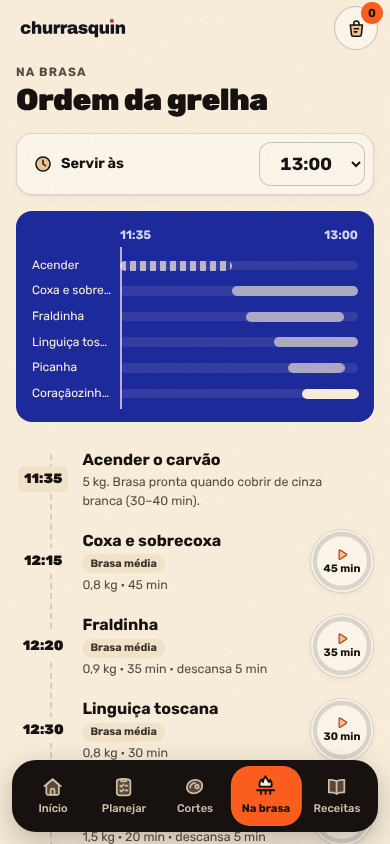 churrasquin
0
NA BRASA
Ordem da grelha
Servir às
13:00
11:35
13:00
Acender
Coxa e sobre...
Fraldinha
Linguiça tos...
Picanha
Coraçãozinh...
11:35
Acender o carvão
5 kg. Brasa pronta quando cobrir de cinza
branca (30–40 min).
12:15
Coxa e sobrecoxa
Brasa média
0,8 kg • 45 min
45 min
12:20
Fraldinha
Brasa média
0,9 kg • 35 min • descansa 5 min
35 min
12:30
Linguiça toscana
Brasa média
0,8 kg • 30 min
30 min
Início
Planejar
Cortes
Na brasa
Receitas
1,5 kg • 20 min • descansa 5 min